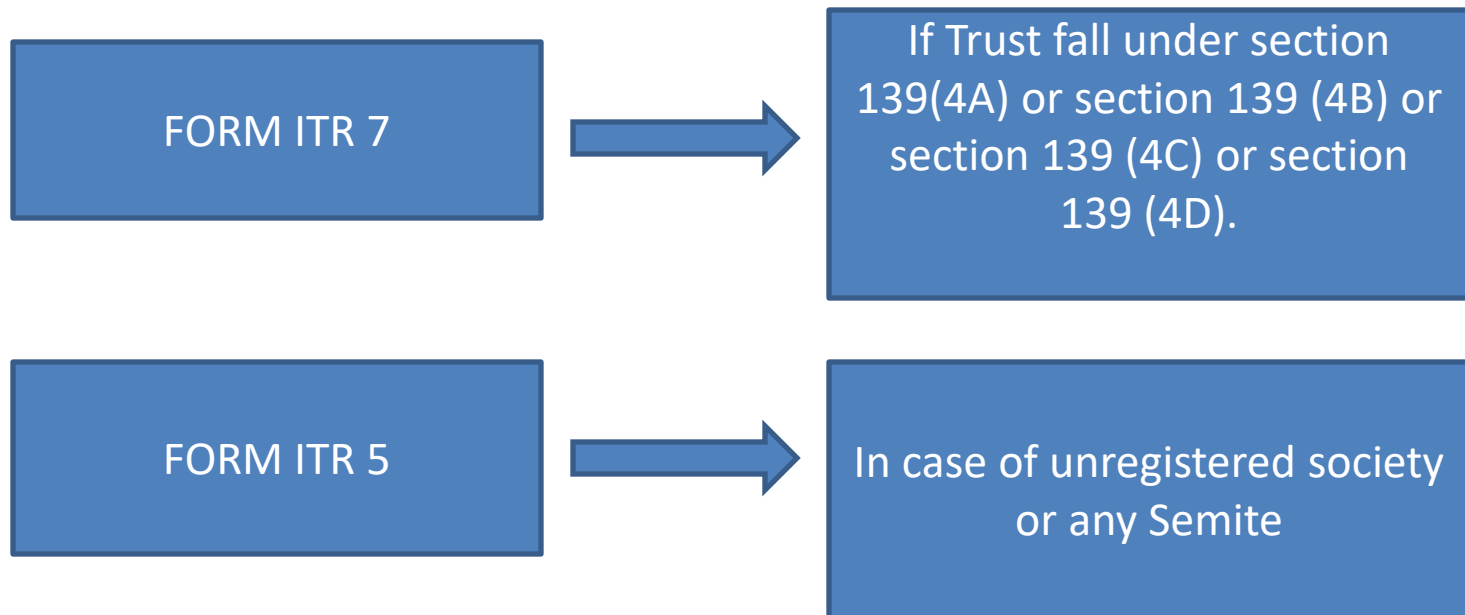 FORM ITR 7
If Trust fall under section
139(4A) or section 139 (4B) or
section 139 (4C) or section
139 (4D).
FORM ITR 5
In case of unregistered society
or any Semite